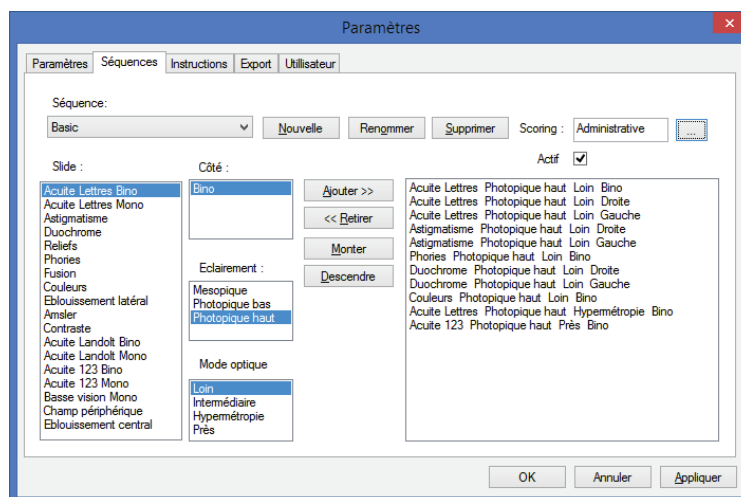 Paramètres
Paramètres Séquences Instructions Export Utilisateur
Séquence:
Basic Nouvelle Renommer Supprimer Scoring : Administrative ...
Actif
Slide :
Acuite Lettres Bino
Acuite Lettres Mono
Astigmatisme
Duochrome
Reliefs
Phories
Fusion
Couleurs
Eblouissement latéral
Amsler
Contraste
Acuite Landolt Bino
Acuite Landolt Mono
Acuite 123 Bino
Acuite 123 Mono
Basse vision Mono
Champ périphérique
Eblouissement central
Côté :
Bino
Eclairement :
Mesopique
Photopique bas
Photopique haut
Mode optique
Loin
Intermédiaire
Hypermétropie
Près
Ajouter >>
<< Retirer
Monter
Descendre
Acuite Lettres Photopique haut Loin Bino
Acuite Lettres Photopique haut Loin Droite
Acuite Lettres Photopique haut Loin Gauche
Astigmatisme Photopique haut Loin Droite
Astigmatisme Photopique haut Loin Gauche
Phories Photopique haut Loin Bino
Duochrome Photopique haut Loin Droite
Duochrome Photopique haut Loin Gauche
Couleurs Photopique haut Loin Bino
Acuite Lettres Photopique haut Hypermétropie Bino
Acuite 123 Photopique haut Près Bino
OK Annuler Appliquer